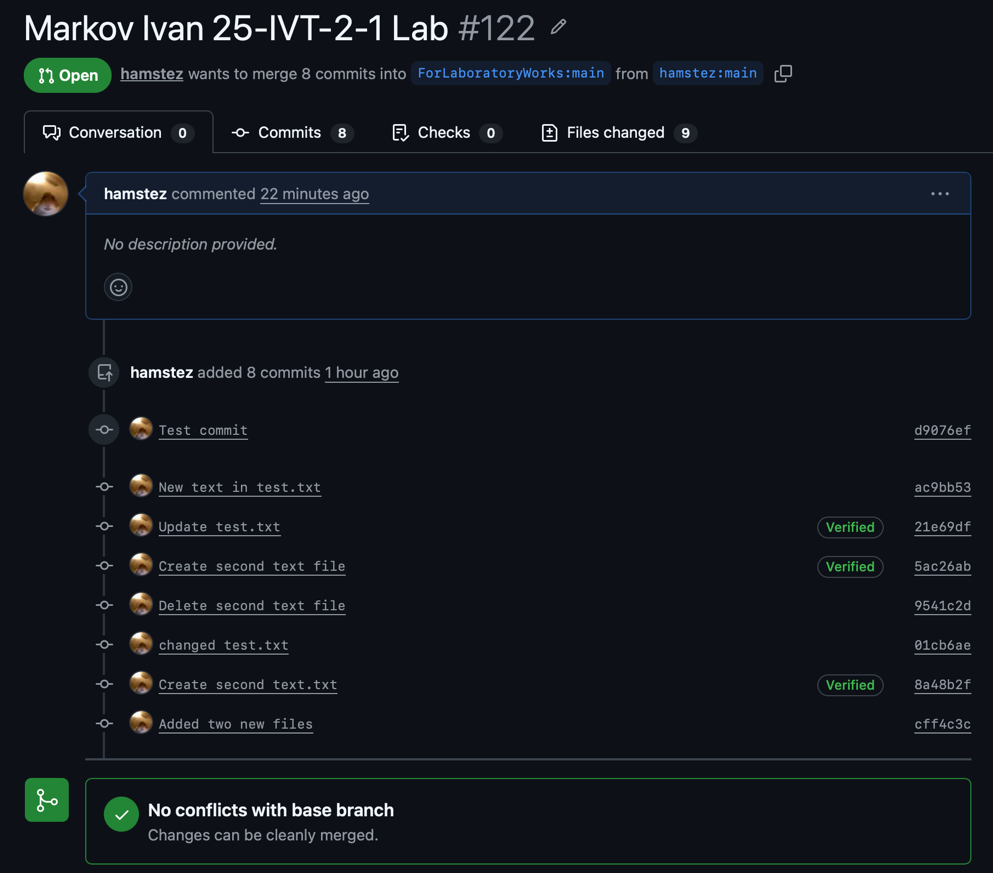 Markov Ivan 25-IVT-2-1 Lab #122
Open hamstez wants to merge 8 commits into ForLaboratoryWorks:main from hamstez:main
Conversation 0 Commits 8 Checks 0 Files changed 9
hamstez commented 22 minutes ago ...
No description provided.
hamstez added 8 commits 1 hour ago
Test commit d9076ef
New text in test.txt ac9bb53
Update test.txt Verified 21e69df
Create second text file Verified 5ac26ab
Delete second text file 9541c2d
changed test.txt 01cb6ae
Create second text.txt Verified 8a48b2f
Added two new files cff4c3c
No conflicts with base branch
Changes can be cleanly merged.